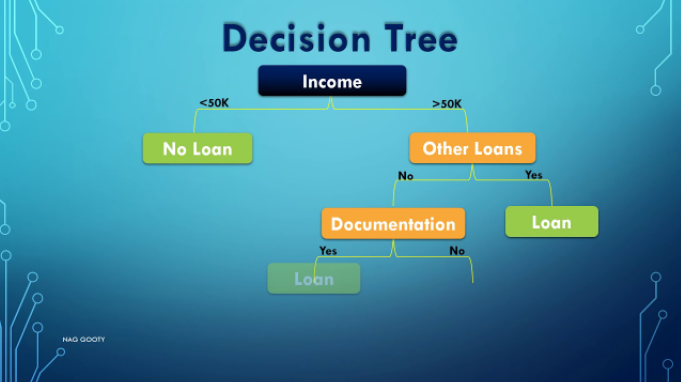 Decision Tree
Income
<50K
>50K
No Loan
Other Loans
No
Yes
Documentation
Loan
Yes
No
Loan
NAG GOOTY